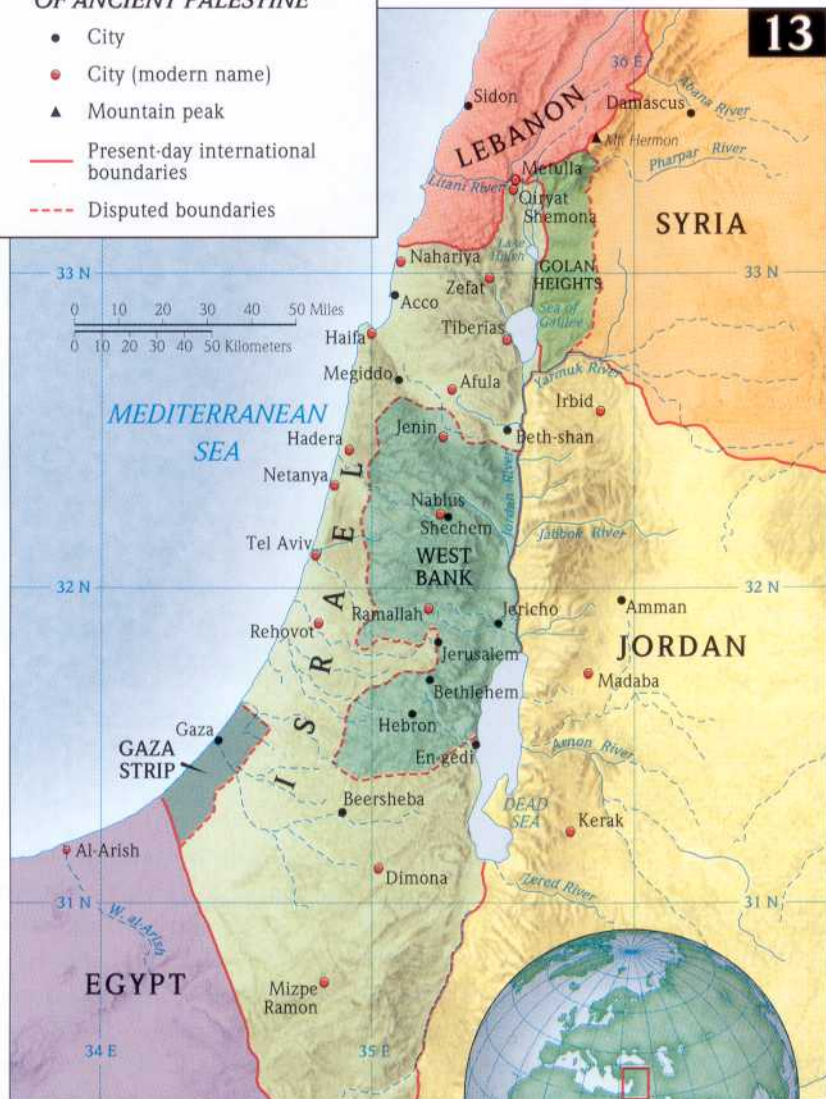 OF ANCIENT PALESTINE
City
City (modern name)
Mountain peak
Present-day international
boundaries
Disputed boundaries
13
36 E
Sidon
LEBANON
Damascus
Abana River
Mt. Hermon
Pharpar River
Metulla
Litani River
Qiryat
Shemona
SYRIA
Lake
Huleh
Nahariya
33 N
GOLAN
HEIGHTS
33 N
Zefat
Acco
0 10 20 30 40 50 Miles
0 10 20 30 40 50 Kilometers
Sea of
Galilee
Tiberias
Haifa
Megiddo
Afula
Yarmuk River
Irbid
MEDITERRANEAN
SEA
Jenin
Hadera
Beth-shan
Netanya
Jordan River
Nablus
Shechem
Tel Aviv
Jabbok River
WEST
BANK
32 N
32 N
ISRAEL
Ramallah
Jericho
Amman
Rehovot
Jerusalem
JORDAN
Madaba
Bethlehem
Hebron
Gaza
GAZA
STRIP
En-gedi
Arnon River
Beersheba
DEAD
SEA
Kerak
Al-Arish
Dimona
Zered River
31 N
31 N
W. al-Arish
EGYPT
Mizpe
Ramon
34 E
35 E